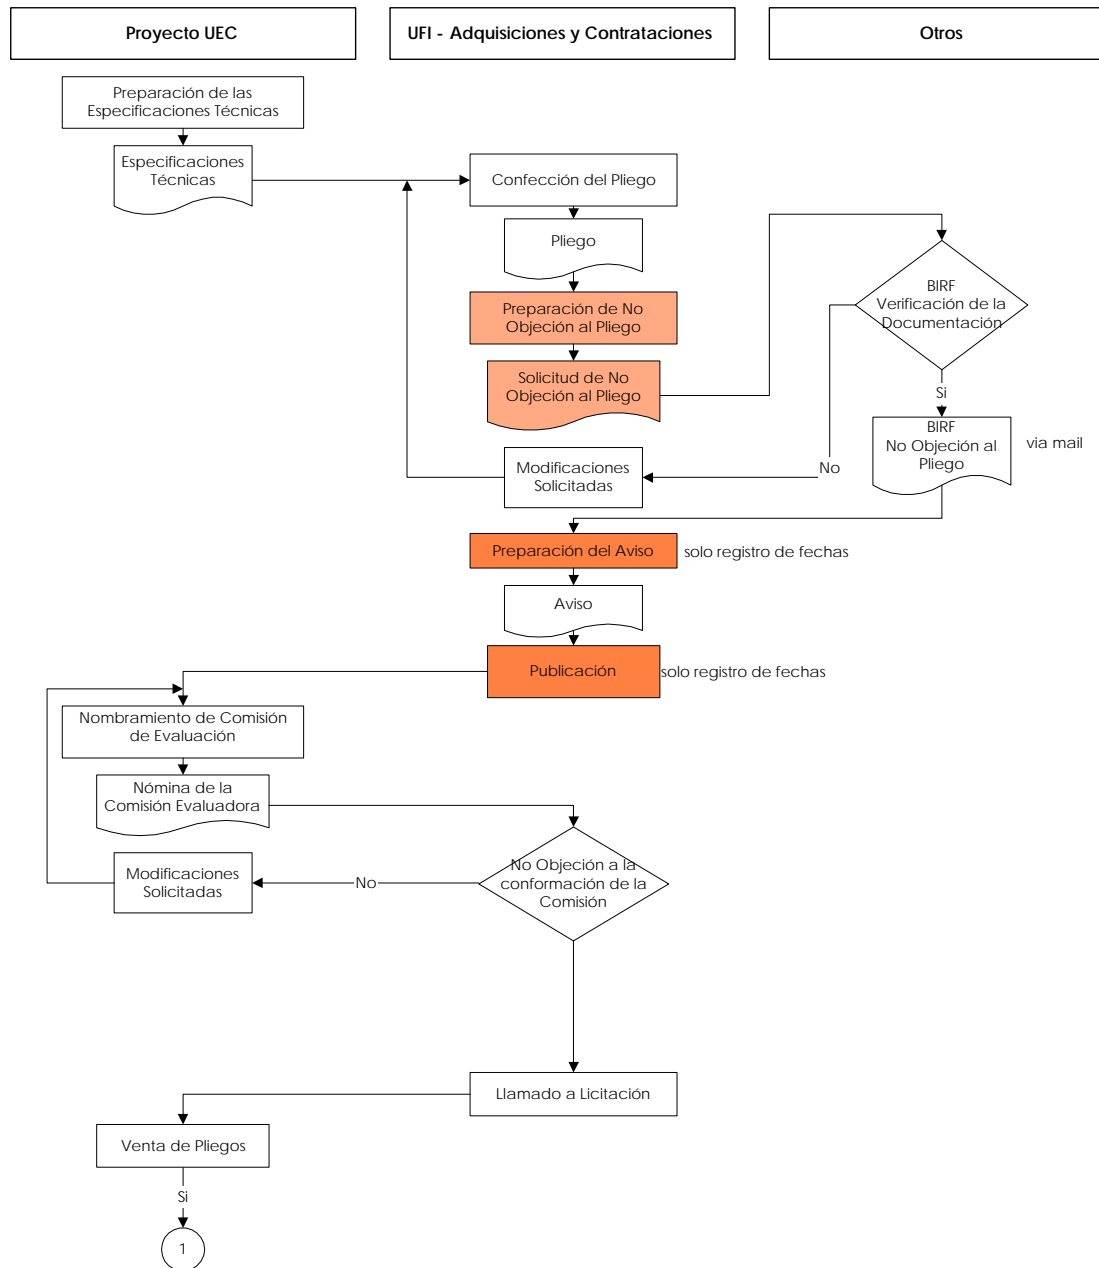 Proyecto UEC
UFI - Adquisiciones y Contrataciones
Otros
Preparación de las
Especificaciones Técnicas
Especificaciones
Técnicas
Confección del Pliego
Pliego
BIRF
Verificación de la
Documentación
Preparación de No
Objeción al Pliego
Solicitud de No
Objeción al Pliego
Si
BIRF
No Objeción al
Pliego
via mail
No
Modificaciones
Solicitadas
Preparación del Aviso
solo registro de fechas
Aviso
Publicación
solo registro de fechas
Nombramiento de Comisión
de Evaluación
Nómina de la
Comisión Evaluadora
No Objeción a la
conformación de la
Comisión
No
Modificaciones
Solicitadas
Llamado a Licitación
Venta de Pliegos
Si
1